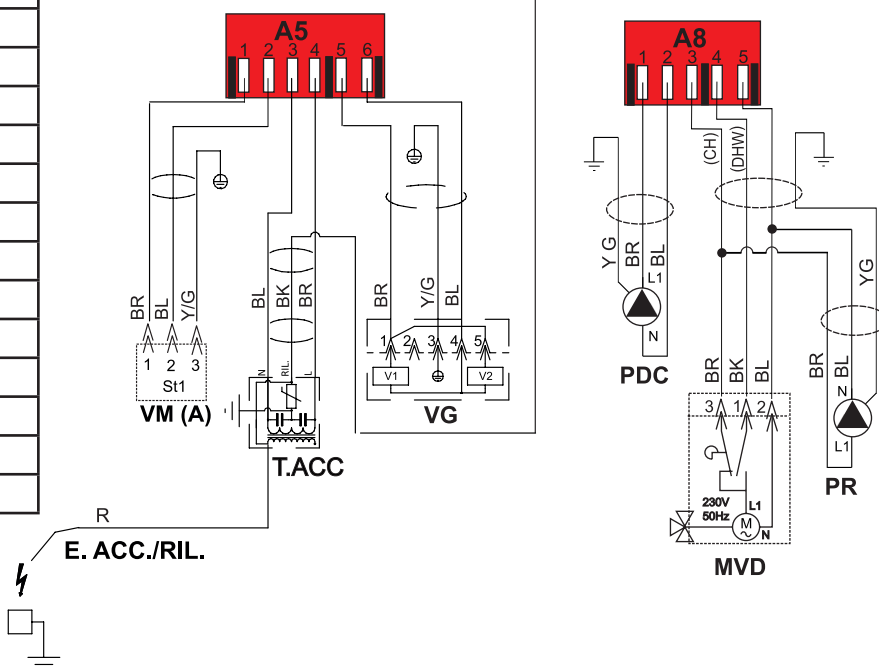 A5
1 2 3 4 5 6
A8
1 2 3 4 5
(CH)
(DHW)
BR
BL
Y/G
BL
BK
BR
BR
Y/G
BL
Y G
BR
BL
L1
N
PDC
YG
BR
BL
N
L1
PR
1 2 3
St1
VM (A)
N
RIL.
L
T.ACC
1 2 3 4 5
V1
V2
VG
BR
BK
BL
3 1 2
230V
50Hz
L1
M
~
N
MVD
R
E. ACC./RIL.